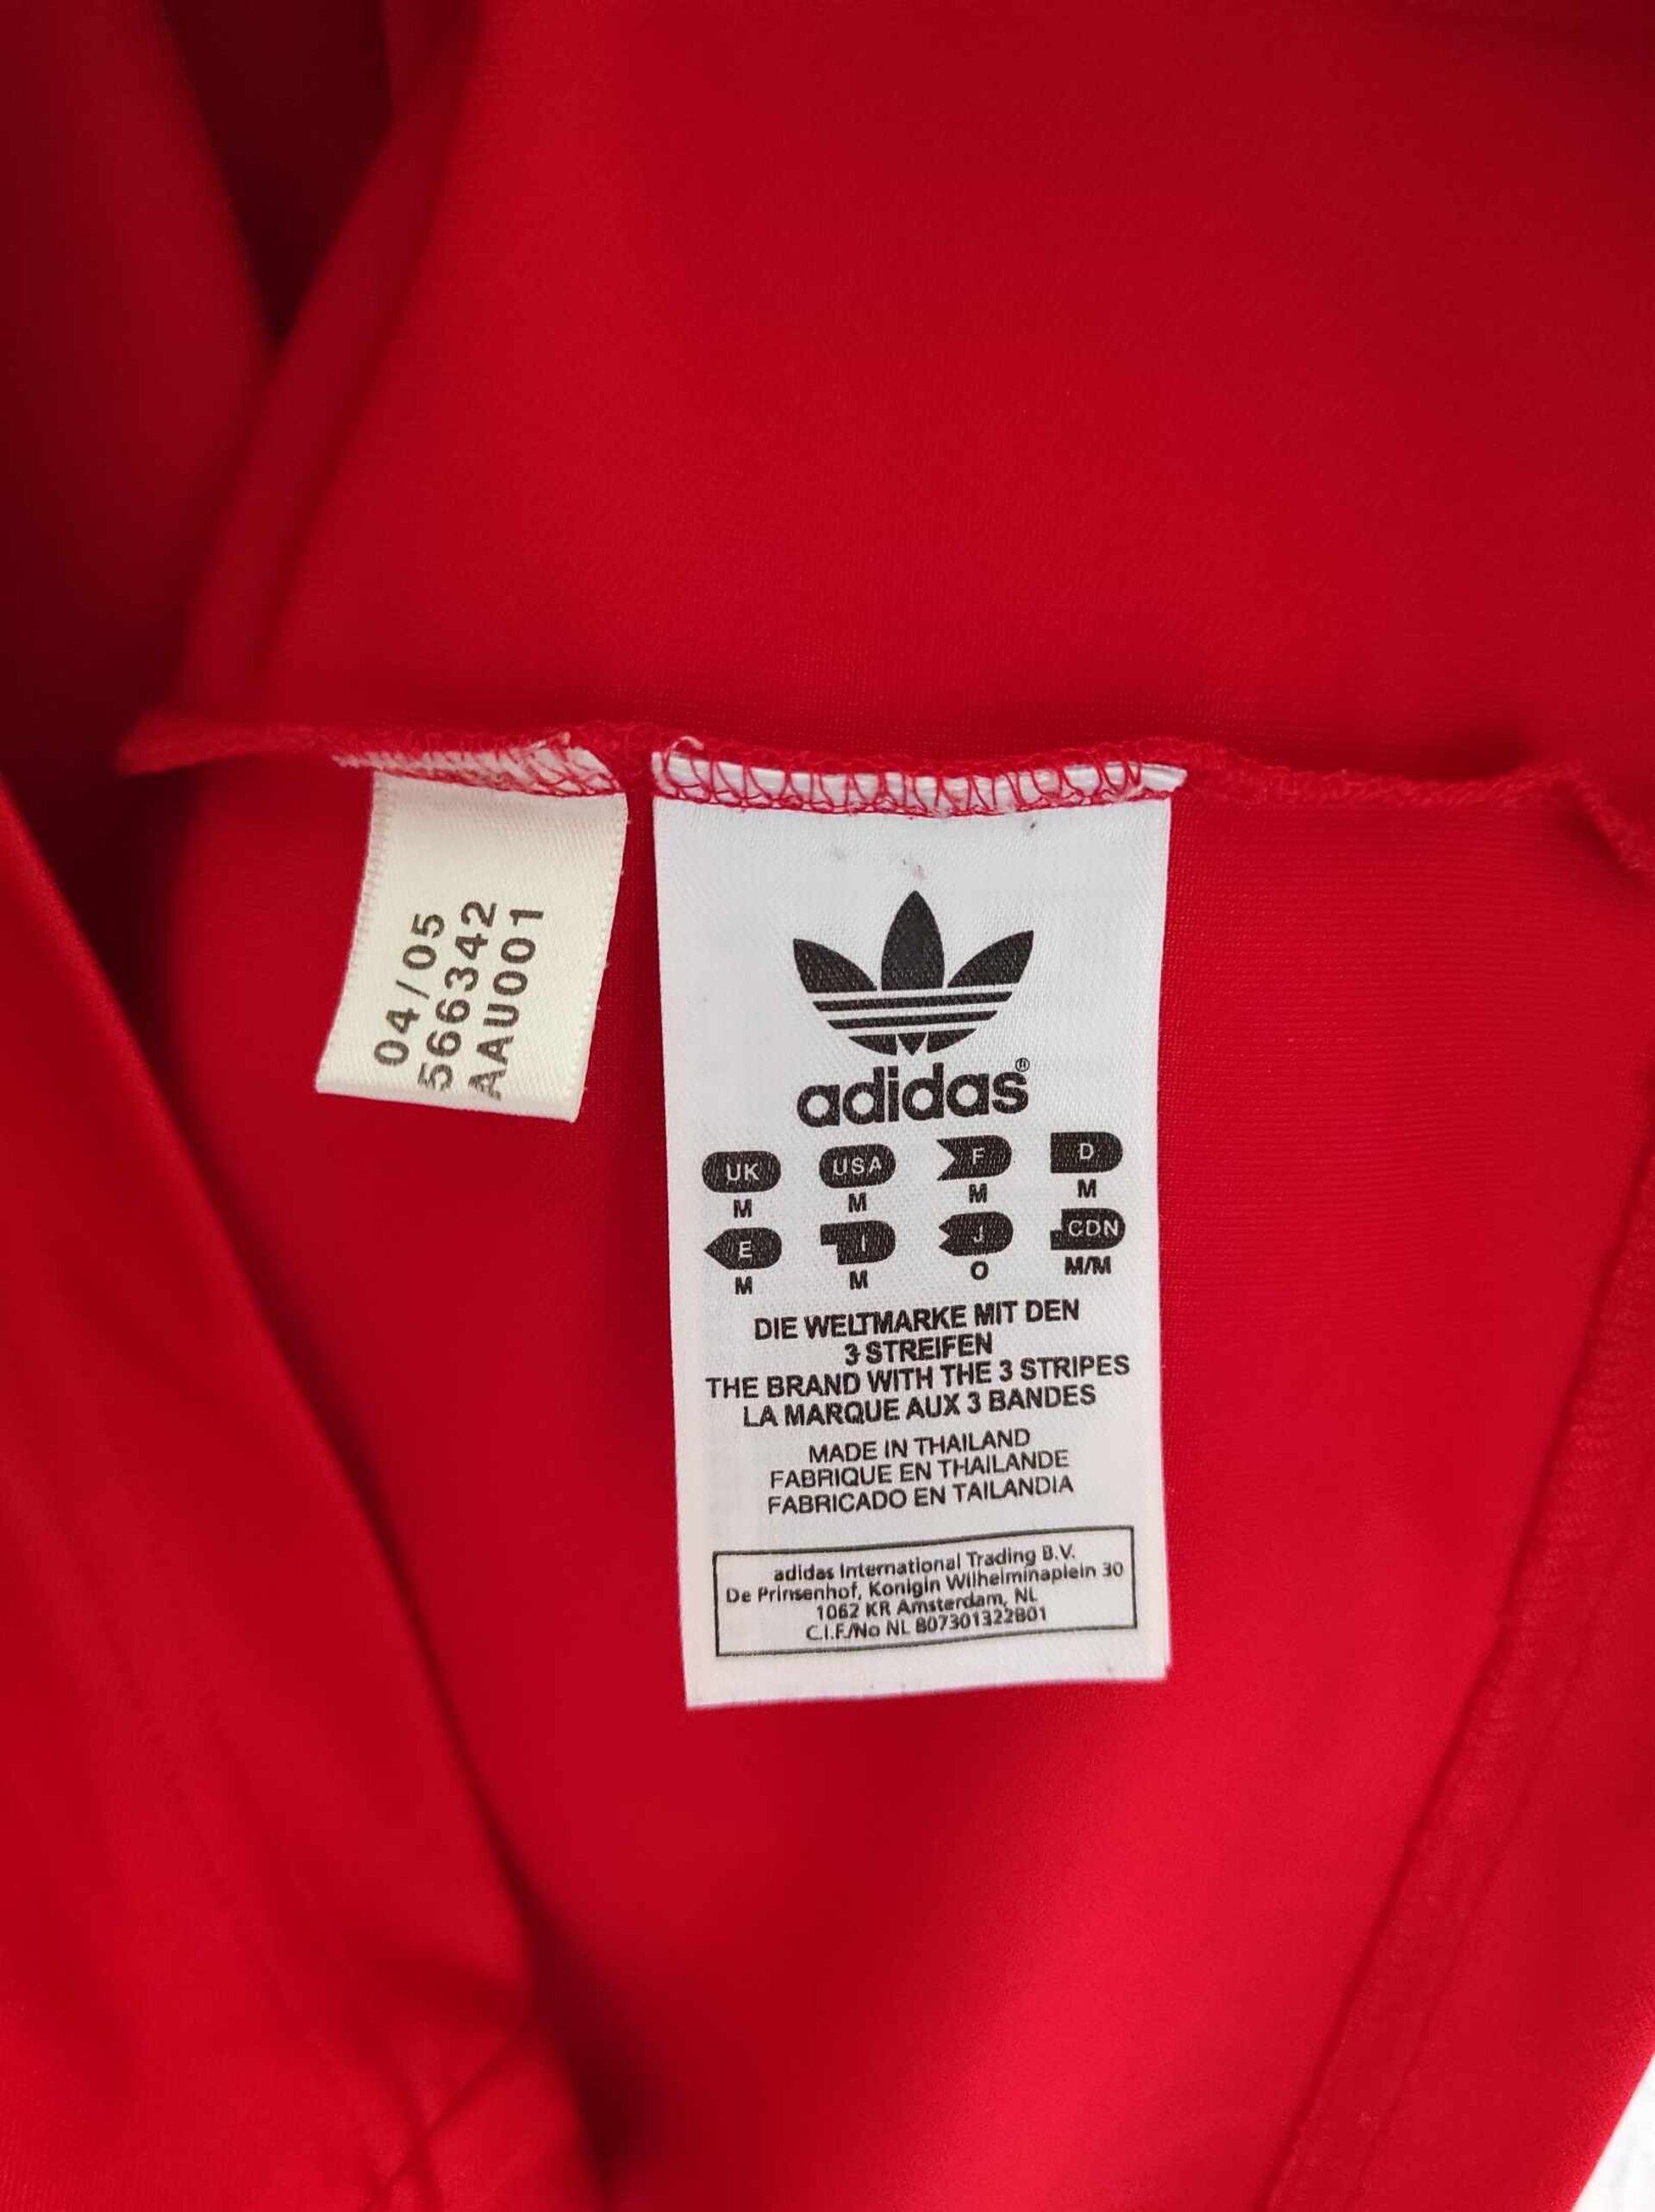 04/05
566342
AAU001
adidas®
UK USA F D
M M M M
E I J CDN
M M O M/M
DIE WELTMARKE MIT DEN
3 STREIFEN
THE BRAND WITH THE 3 STRIPES
LA MARQUE AUX 3 BANDES
MADE IN THAILAND
FABRIQUE EN THAILANDE
FABRICADO EN TAILANDIA
adidas International Trading B.V.
De Prinsenhof, Konigin Wilhelminaplein 30
1062 KR Amsterdam, NL
C.I.F./No NL 807301322B01